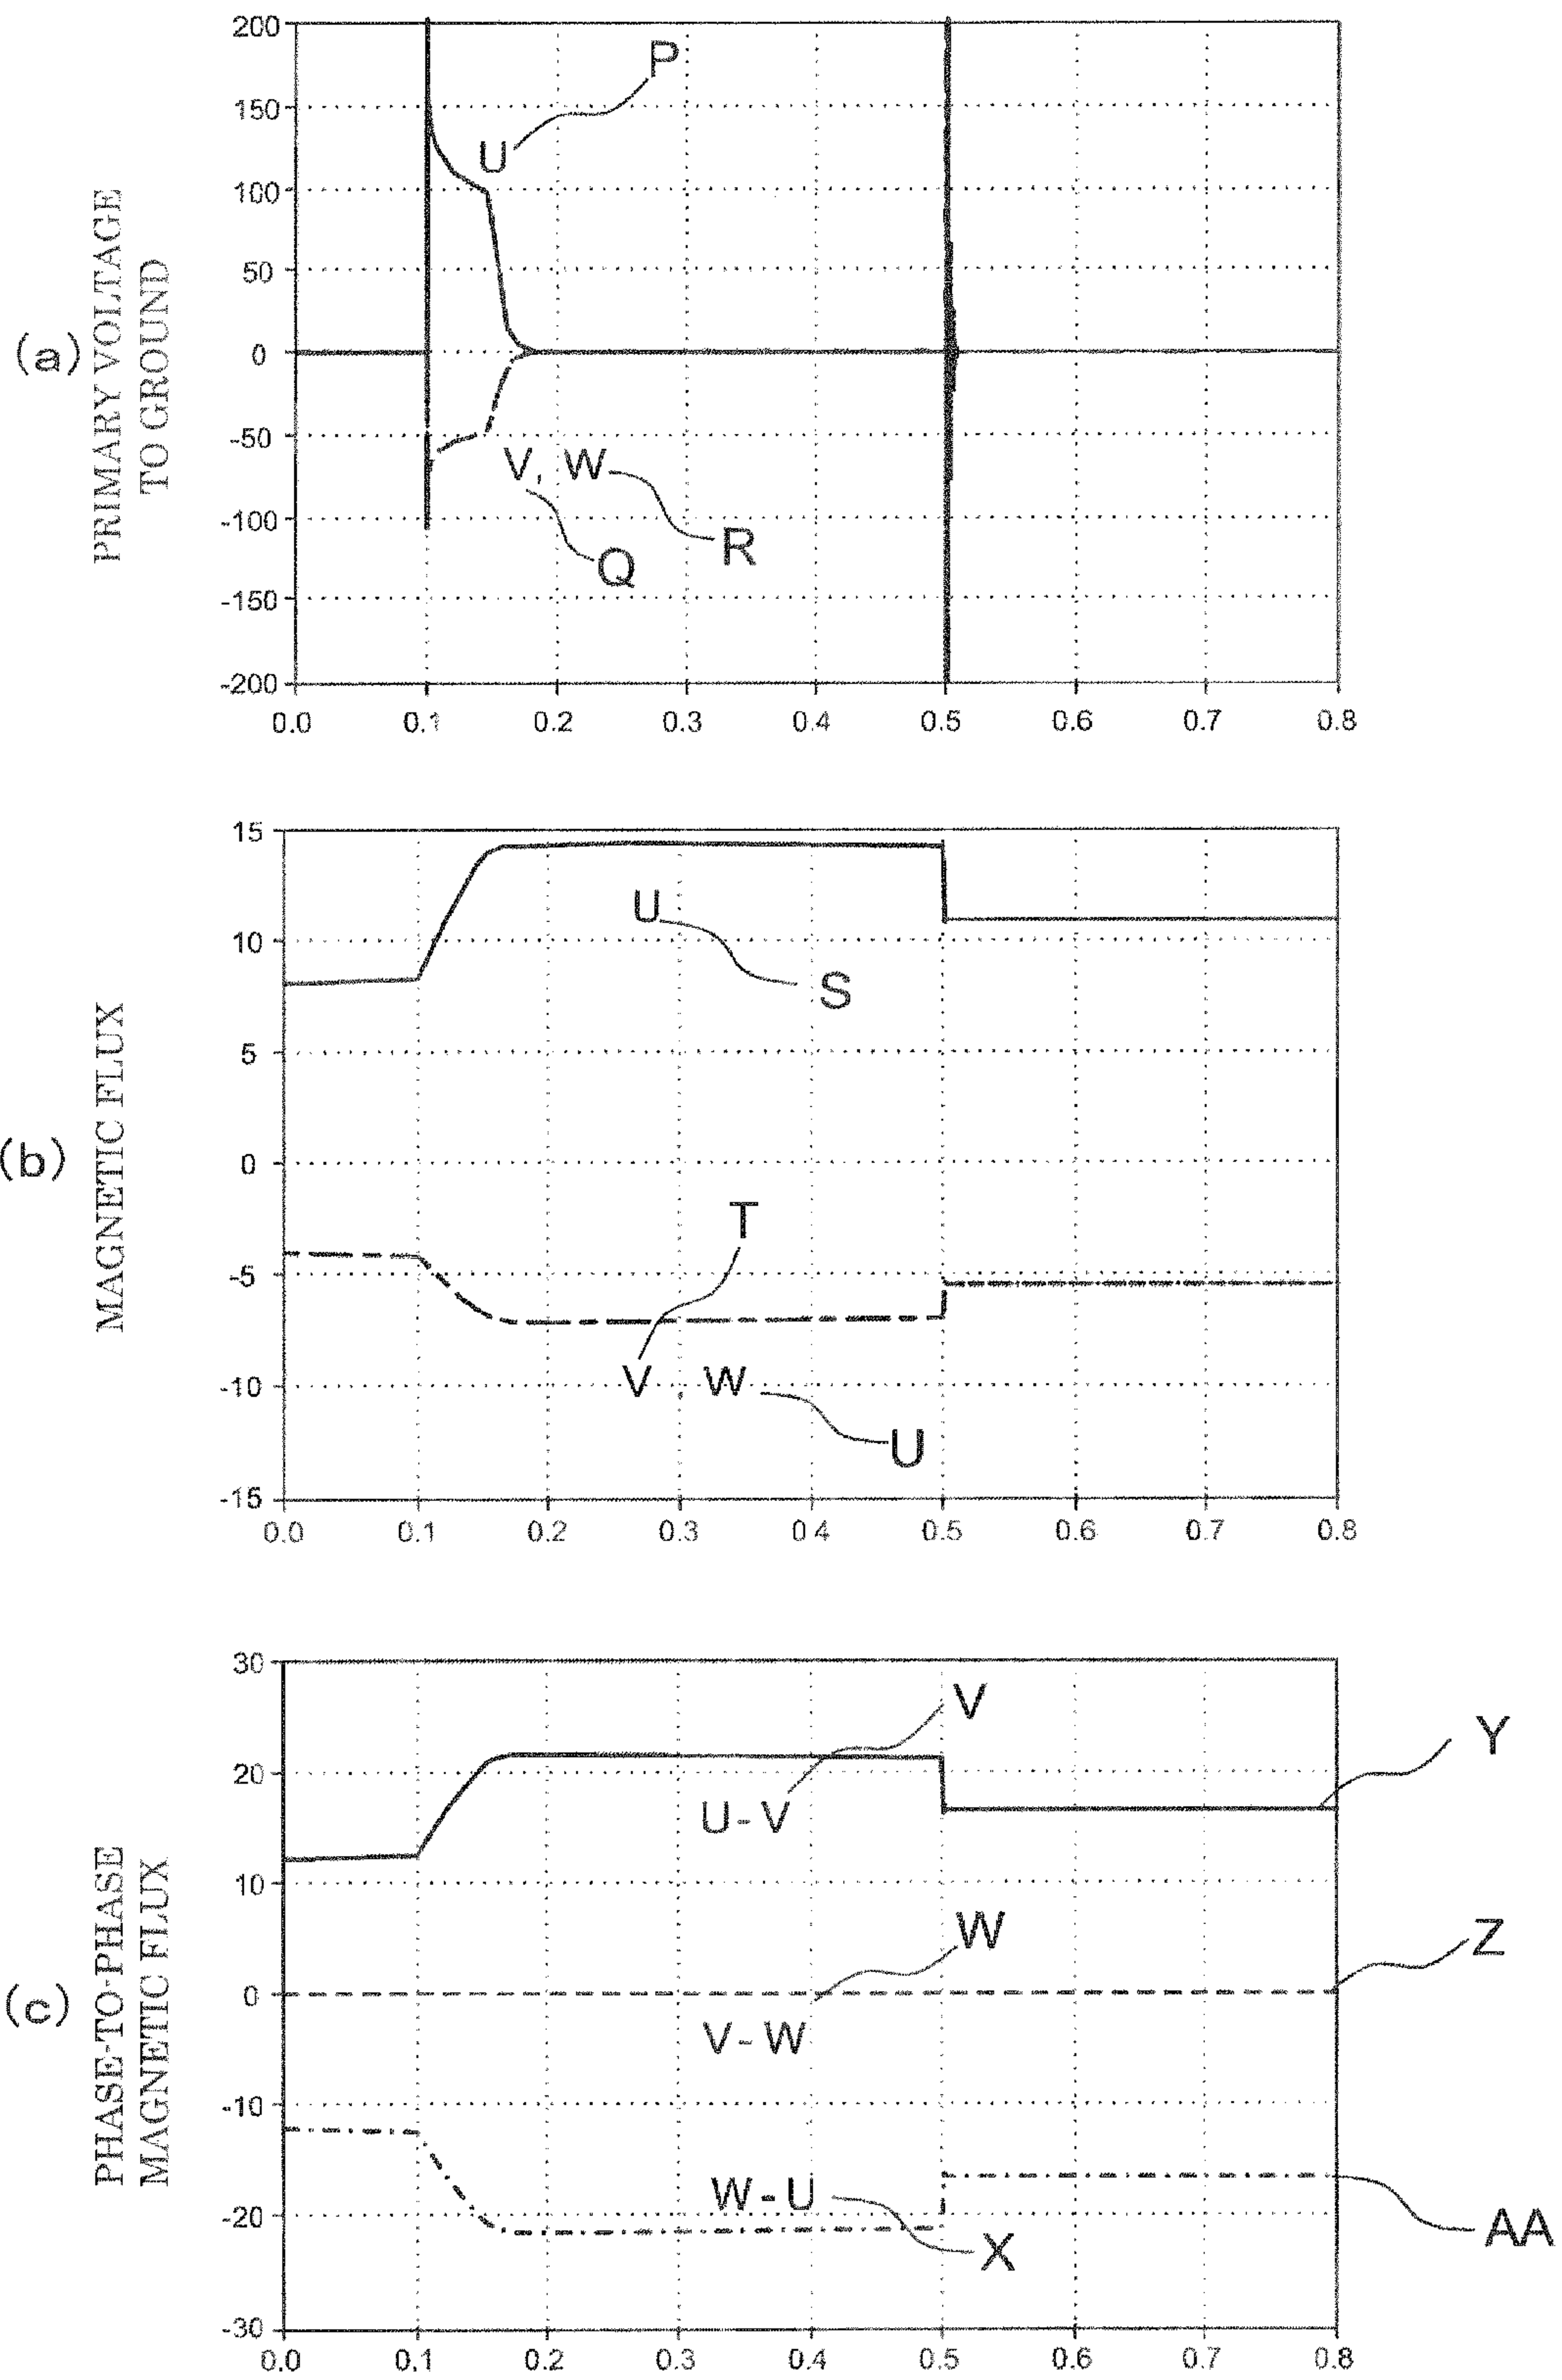 (a)
PRIMARY VOLTAGE
TO GROUND
200
150
100
50
0
-50
-100
-150
-200
P
U
V, W
Q
R
0.0 0.1 0.2 0.3 0.4 0.5 0.6 0.7 0.8
(b)
MAGNETIC FLUX
15
10
5
0
-5
-10
-15
U
S
T
V, W
U
0.0 0.1 0.2 0.3 0.4 0.5 0.6 0.7 0.8
(c)
PHASE-TO-PHASE
MAGNETIC FLUX
30
20
10
0
-10
-20
-30
V
Y
U-V
W
Z
V-W
W-U
X
AA
0.0 0.1 0.2 0.3 0.4 0.5 0.6 0.7 0.8